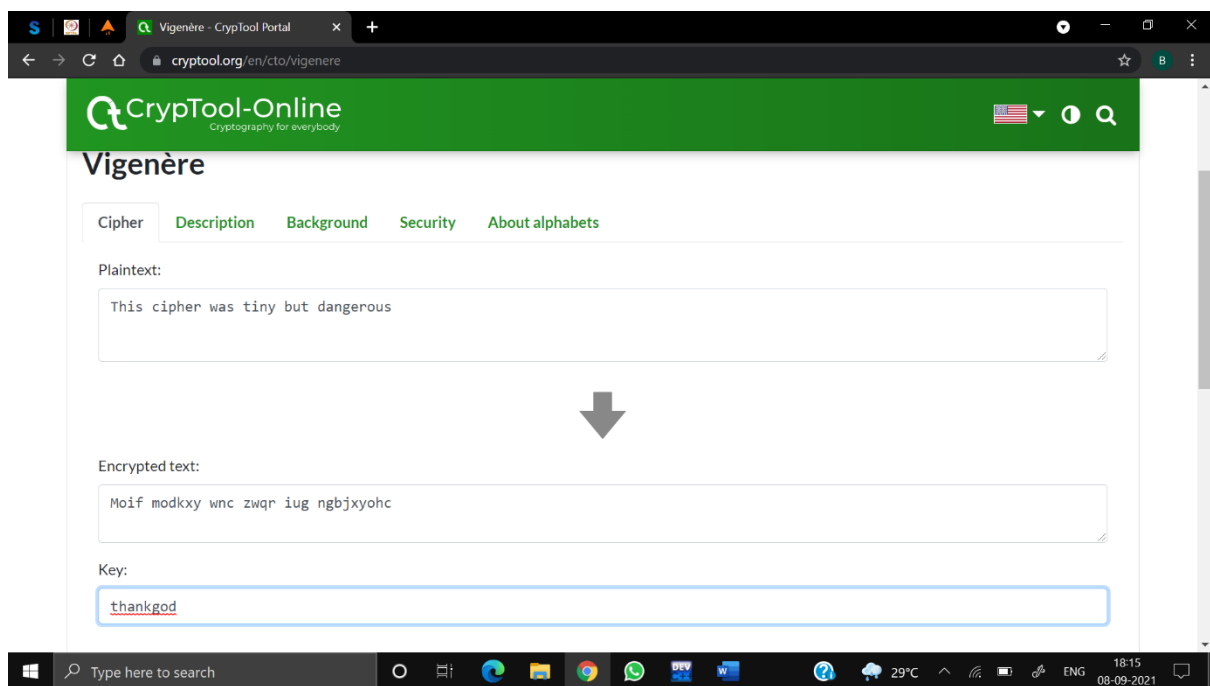 Vigenère - CrypTool Portal
cryptool.org/en/cto/vigenere
B
CrypTool-Online
Cryptography for everybody
Vigenère
Cipher Description Background Security About alphabets
Plaintext:
This cipher was tiny but dangerous
Encrypted text:
Moif modkxy wnc zwqr iug ngbjxyohc
Key:
thankgod
Type here to search
DEV
29°C
ENG
18:15
08-09-2021